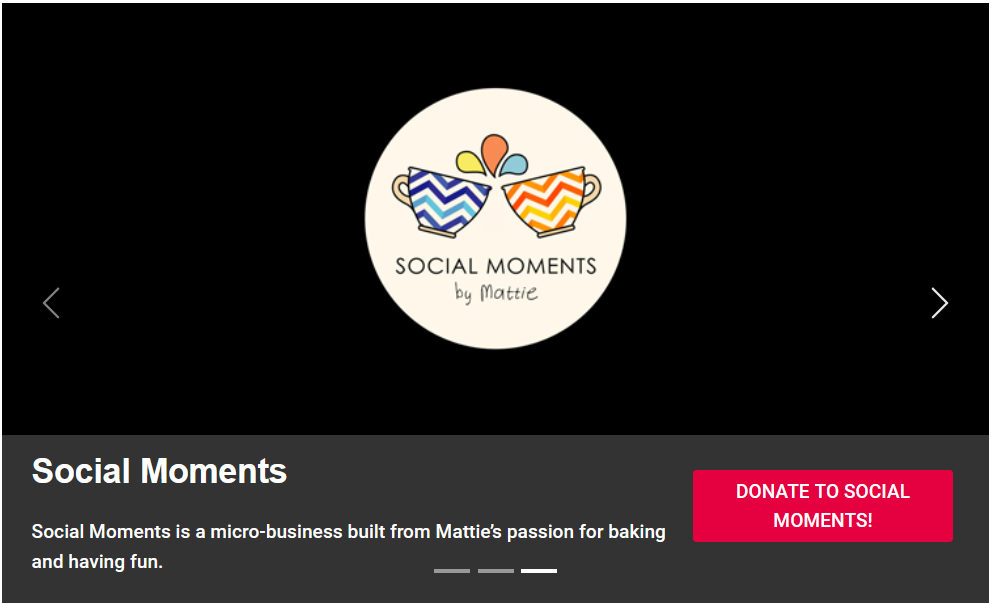 SOCIAL MOMENTS
by Mattie
Social Moments
Social Moments is a micro-business built from Mattie’s passion for baking
and having fun.
DONATE TO SOCIAL
MOMENTS!